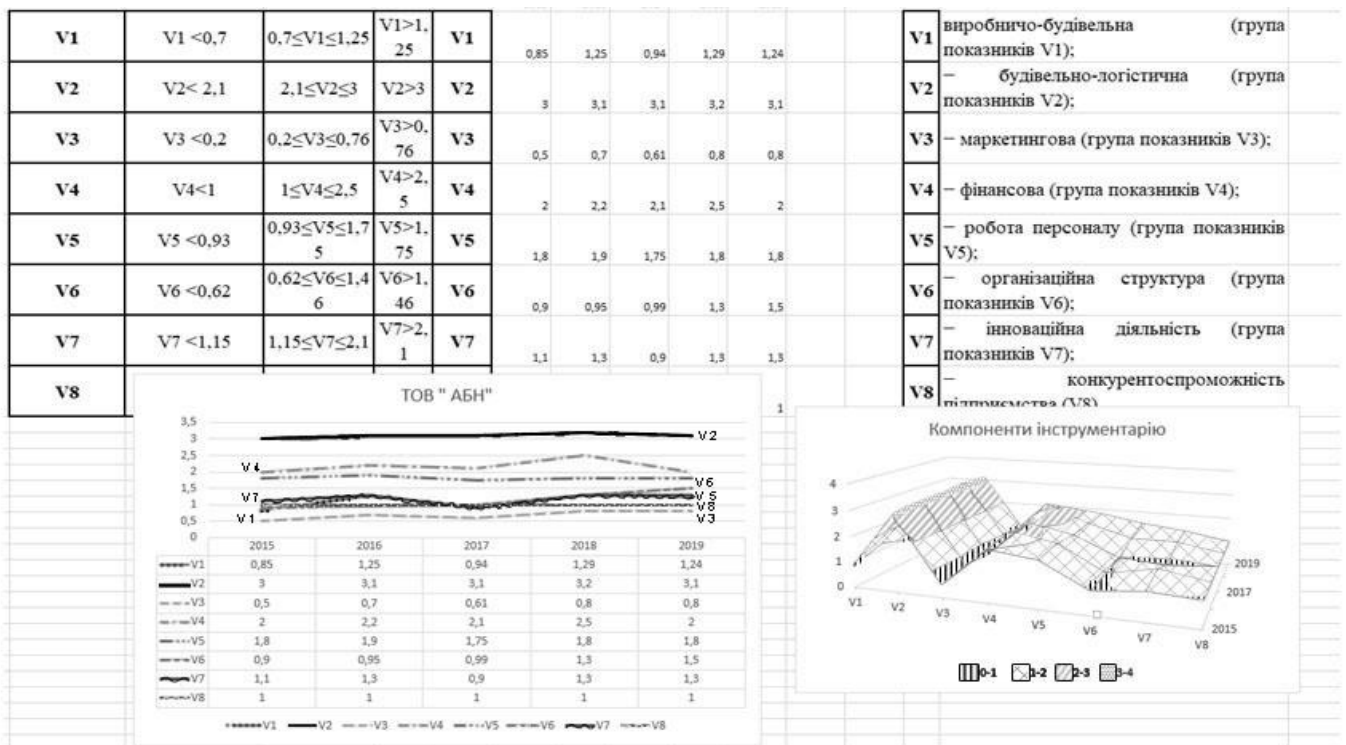 V1 V1 <0,7 0,7≤V1≤1,25 V1>1, V1 0,85 1,25 0,94 1,29 1,24 V1 виробничо-будівельна (група
25 показників V1);
V2 V2< 2,1 2,1≤V2≤3 V2>3 V2 3 3,1 3,1 3,2 3,1 V2 – будівельно-логістична (група
показників V2);
V3 V3 <0,2 0,2≤V3≤0,76 V3>0, V3 0,5 0,7 0,61 0,8 0,8 V3 – маркетингова (група показників V3);
76
V4 V4<1 1≤V4≤2,5 V4>2, V4 2 2,2 2,1 2,5 2 V4 – фінансова (група показників V4);
5
V5 V5 <0,93 0,93≤V5≤1,7 V5>1, V5 1,8 1,9 1,75 1,8 1,8 V5 – робота персоналу (група показників
5 75 V5);
V6 V6 <0,62 0,62≤V6≤1,4 V6>1, V6 0,9 0,95 0,99 1,3 1,5 V6 – організаційна структура (група
6 46 показників V6);
V7 V7 <1,15 1,15≤V7≤2,1 V7>2, V7 1,1 1,3 0,9 1,3 1,3 V7 – інноваційна діяльність (група
1 показників V7);
V8 1 V8 – конкурентоспроможність
підприємства (V8)
ТОВ " АБН"
3,5
3
2,5
2
1,5
1
0,5
0
V2
V7
V1
V6
V5
V8
V3
2015 2016 2017 2018 2019
V1 0,85 1,25 0,94 1,29 1,24
V2 3 3,1 3,1 3,2 3,1
V3 0,5 0,7 0,61 0,8 0,8
V4 2 2,2 2,1 2,5 2
V5 1,8 1,9 1,75 1,8 1,8
V6 0,9 0,95 0,99 1,3 1,5
V7 1,1 1,3 0,9 1,3 1,3
V8 1 1 1 1 1
V1 V2 V3 V4 V5 V6 V7 V8
Компоненти інструментарію
4
3
2
1
0
V1 V2 V3 V4 V5 V6 V7 V8
2019
2017
2015
0-1 1-2 2-3 3-4